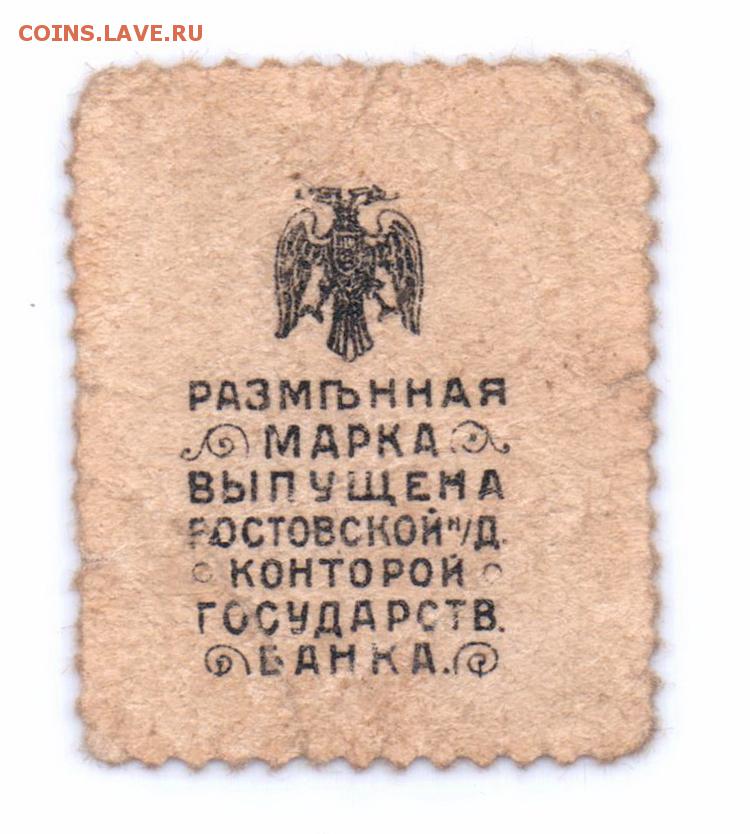 COINS.LAVE.RU
РАЗМѢННАЯ
МАРКА
ВЫПУЩЕНА
РОСТОВСКОЙ Н/Д.
КОНТОРОЙ
ГОСУДАРСТВ.
БАНКА.